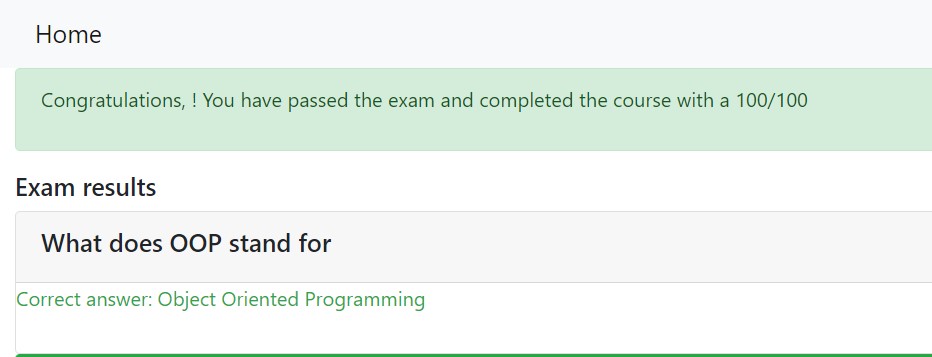 Home
Congratulations, ! You have passed the exam and completed the course with a 100/100
Exam results
What does OOP stand for
Correct answer: Object Oriented Programming